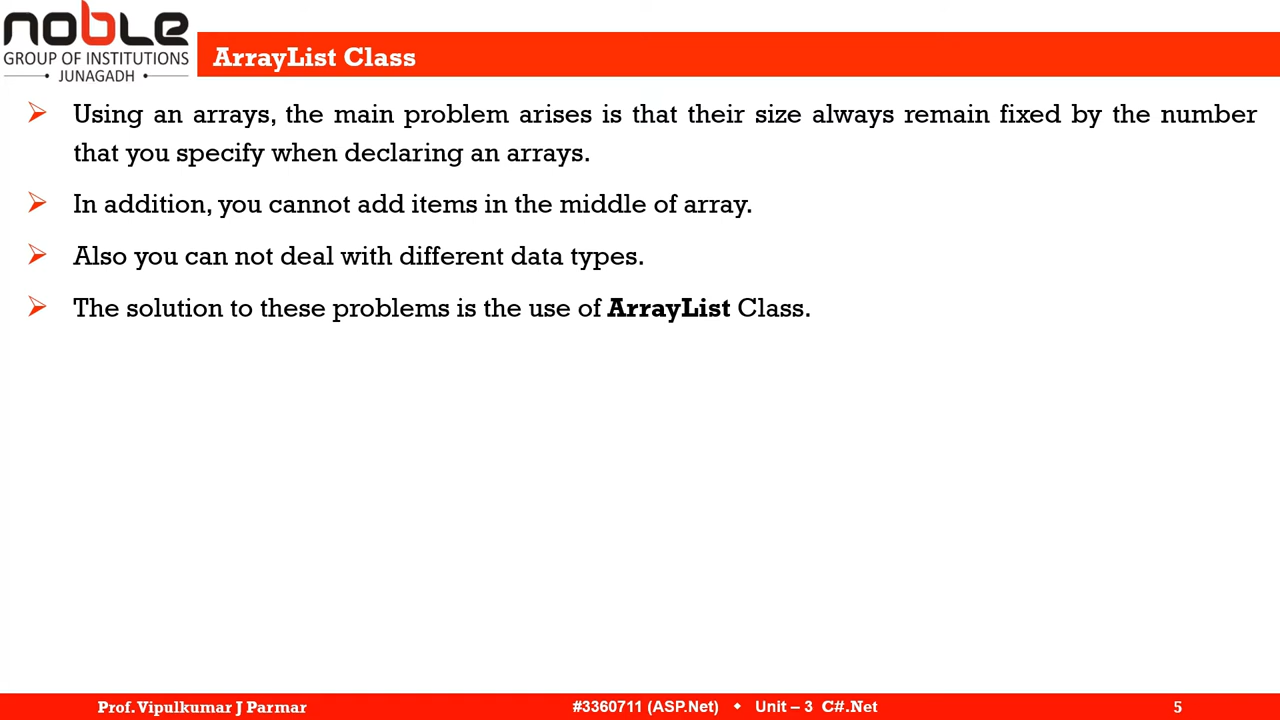 noble
GROUP OF INSTITUTIONS
• JUNAGADH •
ArrayList Class
Using an arrays, the main problem arises is that their size always remain fixed by the number
that you specify when declaring an arrays.
In addition, you cannot add items in the middle of array.
Also you can not deal with different data types.
The solution to these problems is the use of ArrayList Class.
Prof. Vipulkumar J Parmar #3360711 (ASP.Net) • Unit – 3 C#.Net 5